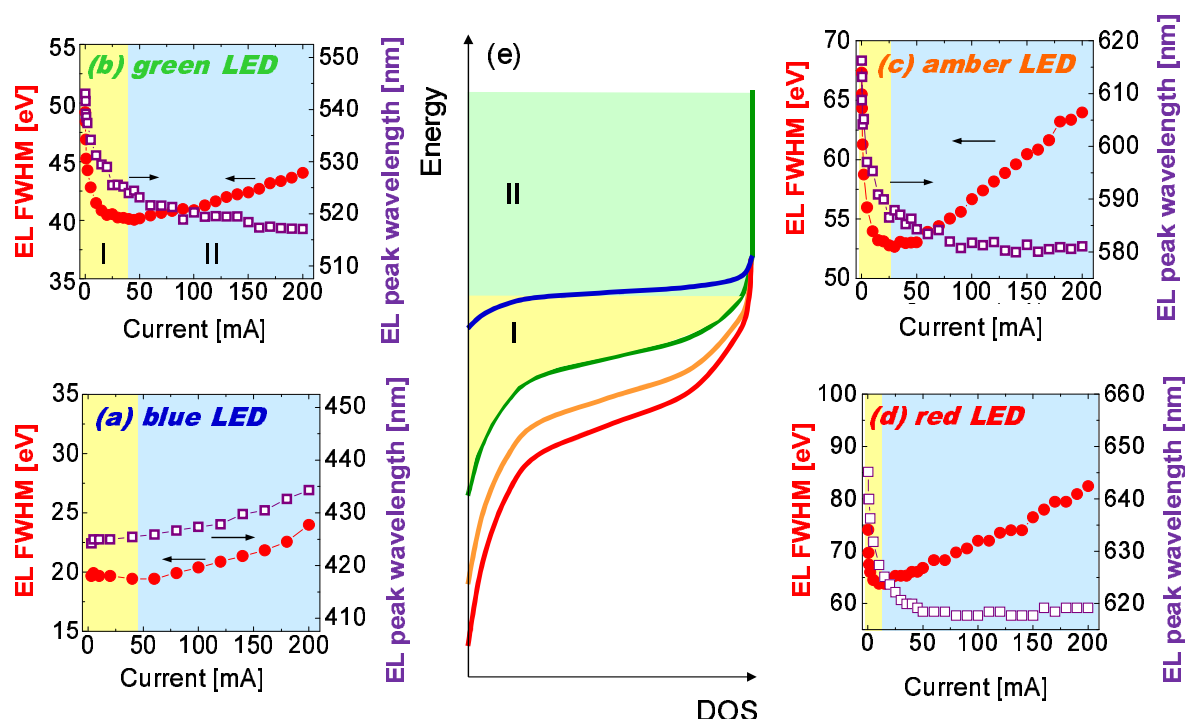 (b) green LED
EL FWHM [eV]
55
50
45
40
35
EL peak wavelength [nm]
550
540
530
520
510
I
II
0 50 100 150 200
Current [mA]
(a) blue LED
EL FWHM [eV]
35
30
25
20
15
EL peak wavelength [nm]
450
440
430
420
410
0 50 100 150 200
Current [mA]
(e)
Energy
II
I
DOS
(c) amber LED
EL FWHM [eV]
70
65
60
55
50
EL peak wavelength [nm]
620
610
600
590
580
0 50 100 150 200
Current [mA]
(d) red LED
EL FWHM [eV]
100
90
80
70
60
EL peak wavelength [nm]
660
650
640
630
620
0 50 100 150 200
Current [mA]